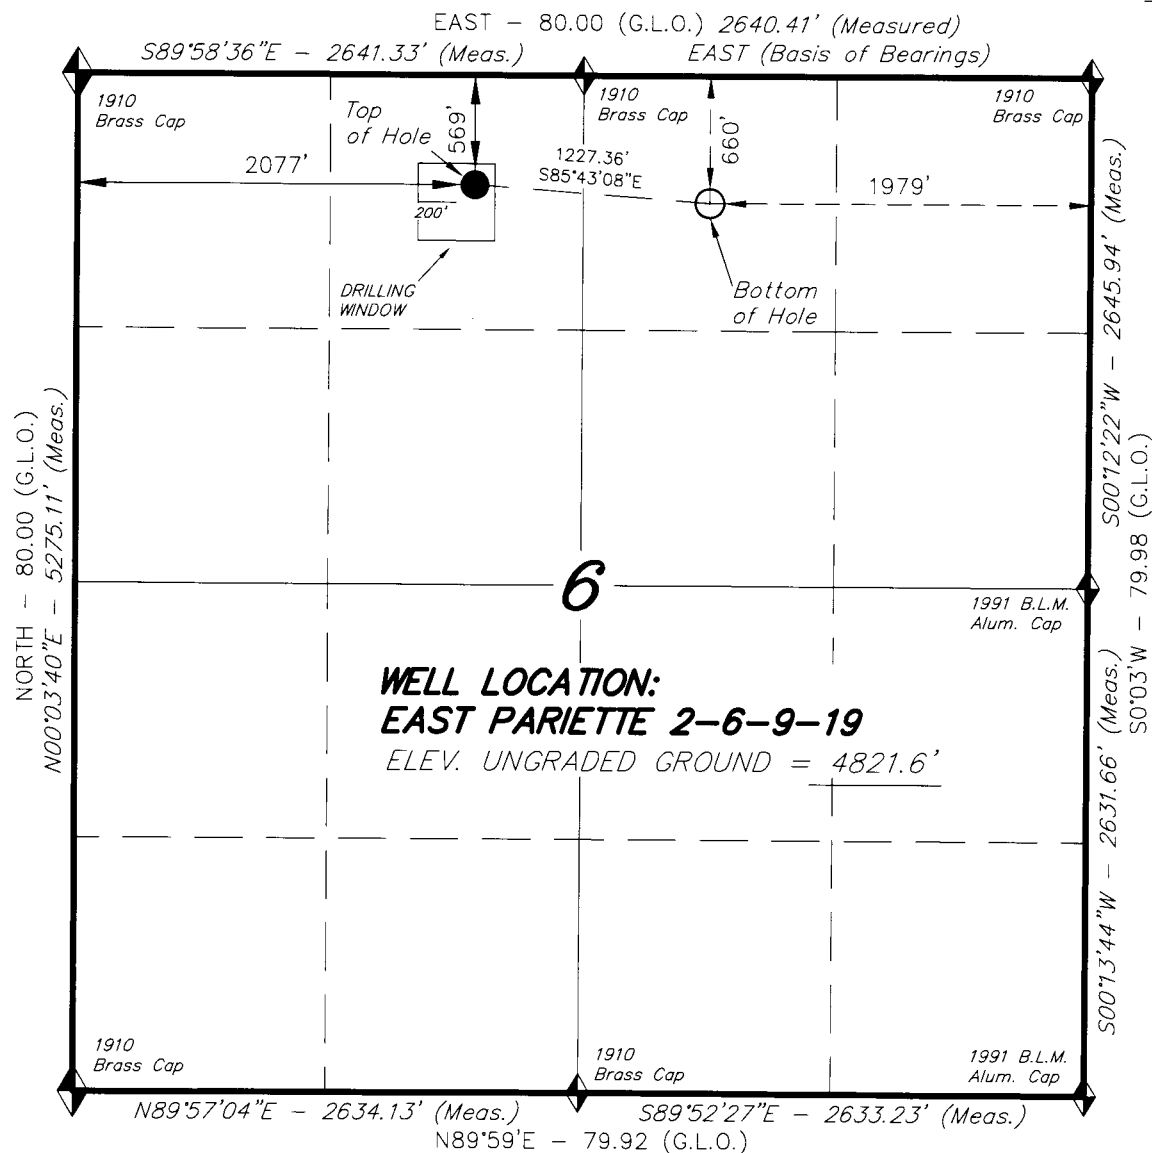 EAST – 80.00 (G.L.O.) 2640.41' (Measured)
S89°58'36"E – 2641.33' (Meas.)
EAST (Basis of Bearings)
1910
Brass Cap
Top
of Hole
569'
1910
Brass Cap
660'
1910
Brass Cap
2077'
1227.36'
S85°43'08"E
1979'
200'
DRILLING
WINDOW
Bottom
of Hole
S00°12'22"W – 2645.94' (Meas.)
NORTH – 80.00 (G.L.O.)
N00°03'40"E – 5275.11' (Meas.)
S0°03'W – 79.98 (G.L.O.)
6
1991 B.L.M.
Alum. Cap
WELL LOCATION:
EAST PARIETTE 2–6–9–19
ELEV. UNGRADED GROUND = 4821.6'
S00°13'44"W – 2631.66' (Meas.)
1910
Brass Cap
1910
Brass Cap
1991 B.L.M.
Alum. Cap
N89°57'04"E – 2634.13' (Meas.)
S89°52'27"E – 2633.23' (Meas.)
N89°59'E – 79.92 (G.L.O.)